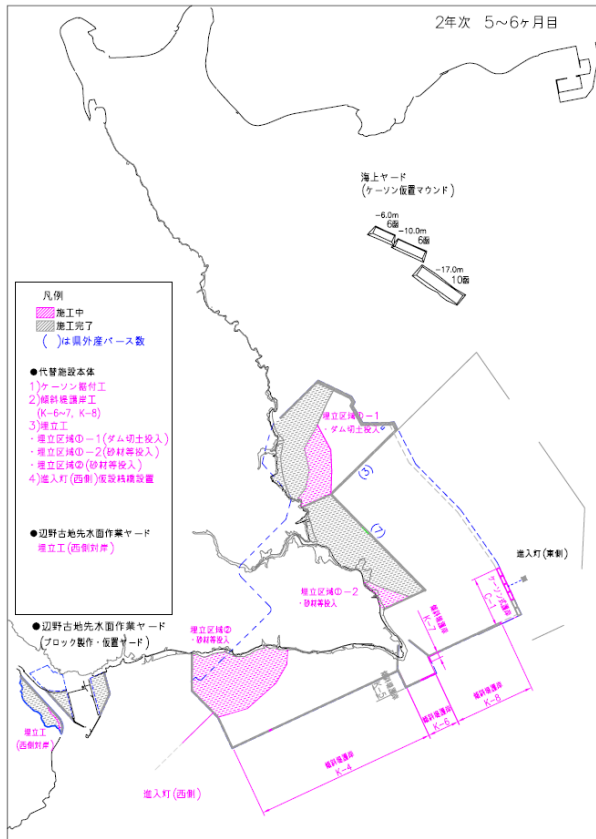 2年次 5～6ヶ月目
海上ヤード
(ケーソン仮置マウンド)
-6.0m
6函
-10.0m
6函
-17.0m
10函
凡例
施工中
施工完了
( )は県外産バース数
●代替施設本体
1)ケーソン据付工
2)傾斜堤護岸工
(K-6~7, K-8)
3)埋立工
・埋立区域①-1(ダム切土投入)
・埋立区域①-2(砂材等投入)
・埋立区域②(砂材等投入)
4)進入灯(西側)仮設桟橋設置
●辺野古地先水面作業ヤード
埋立工(西側対岸)
埋立区域①-1
・ダム切土投入
(3)
(7)
進入灯(東側)
ケーソン式護岸
C-1
埋立区域①-2
・砂材等投入
傾斜堤護岸
K-7
●辺野古地先水面作業ヤード
(ブロック製作・仮置ヤード)
埋立区域②
・砂材等投入
傾斜堤護岸
K-5
傾斜堤護岸
K-8
傾斜堤護岸
K-6
傾斜堤護岸
K-4
埋立工
(西側対岸)
進入灯(西側)